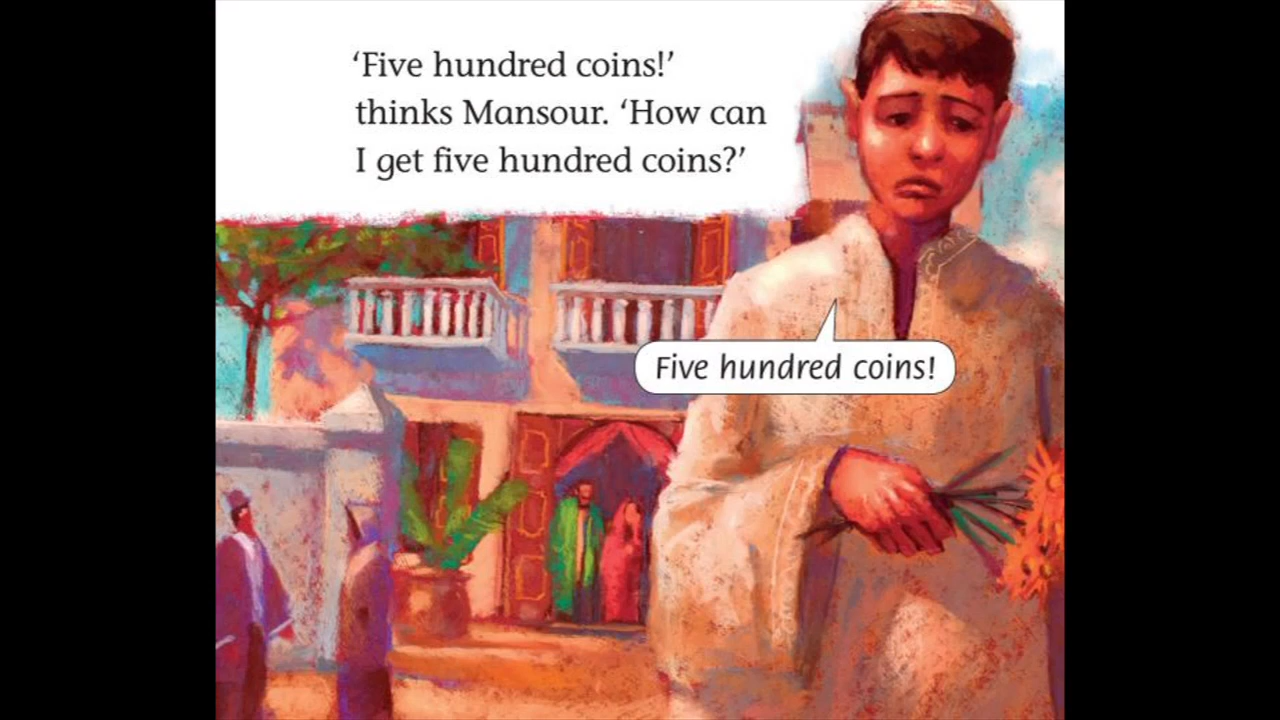 ‘Five hundred coins!’
thinks Mansour. ‘How can
I get five hundred coins?’
Five hundred coins!